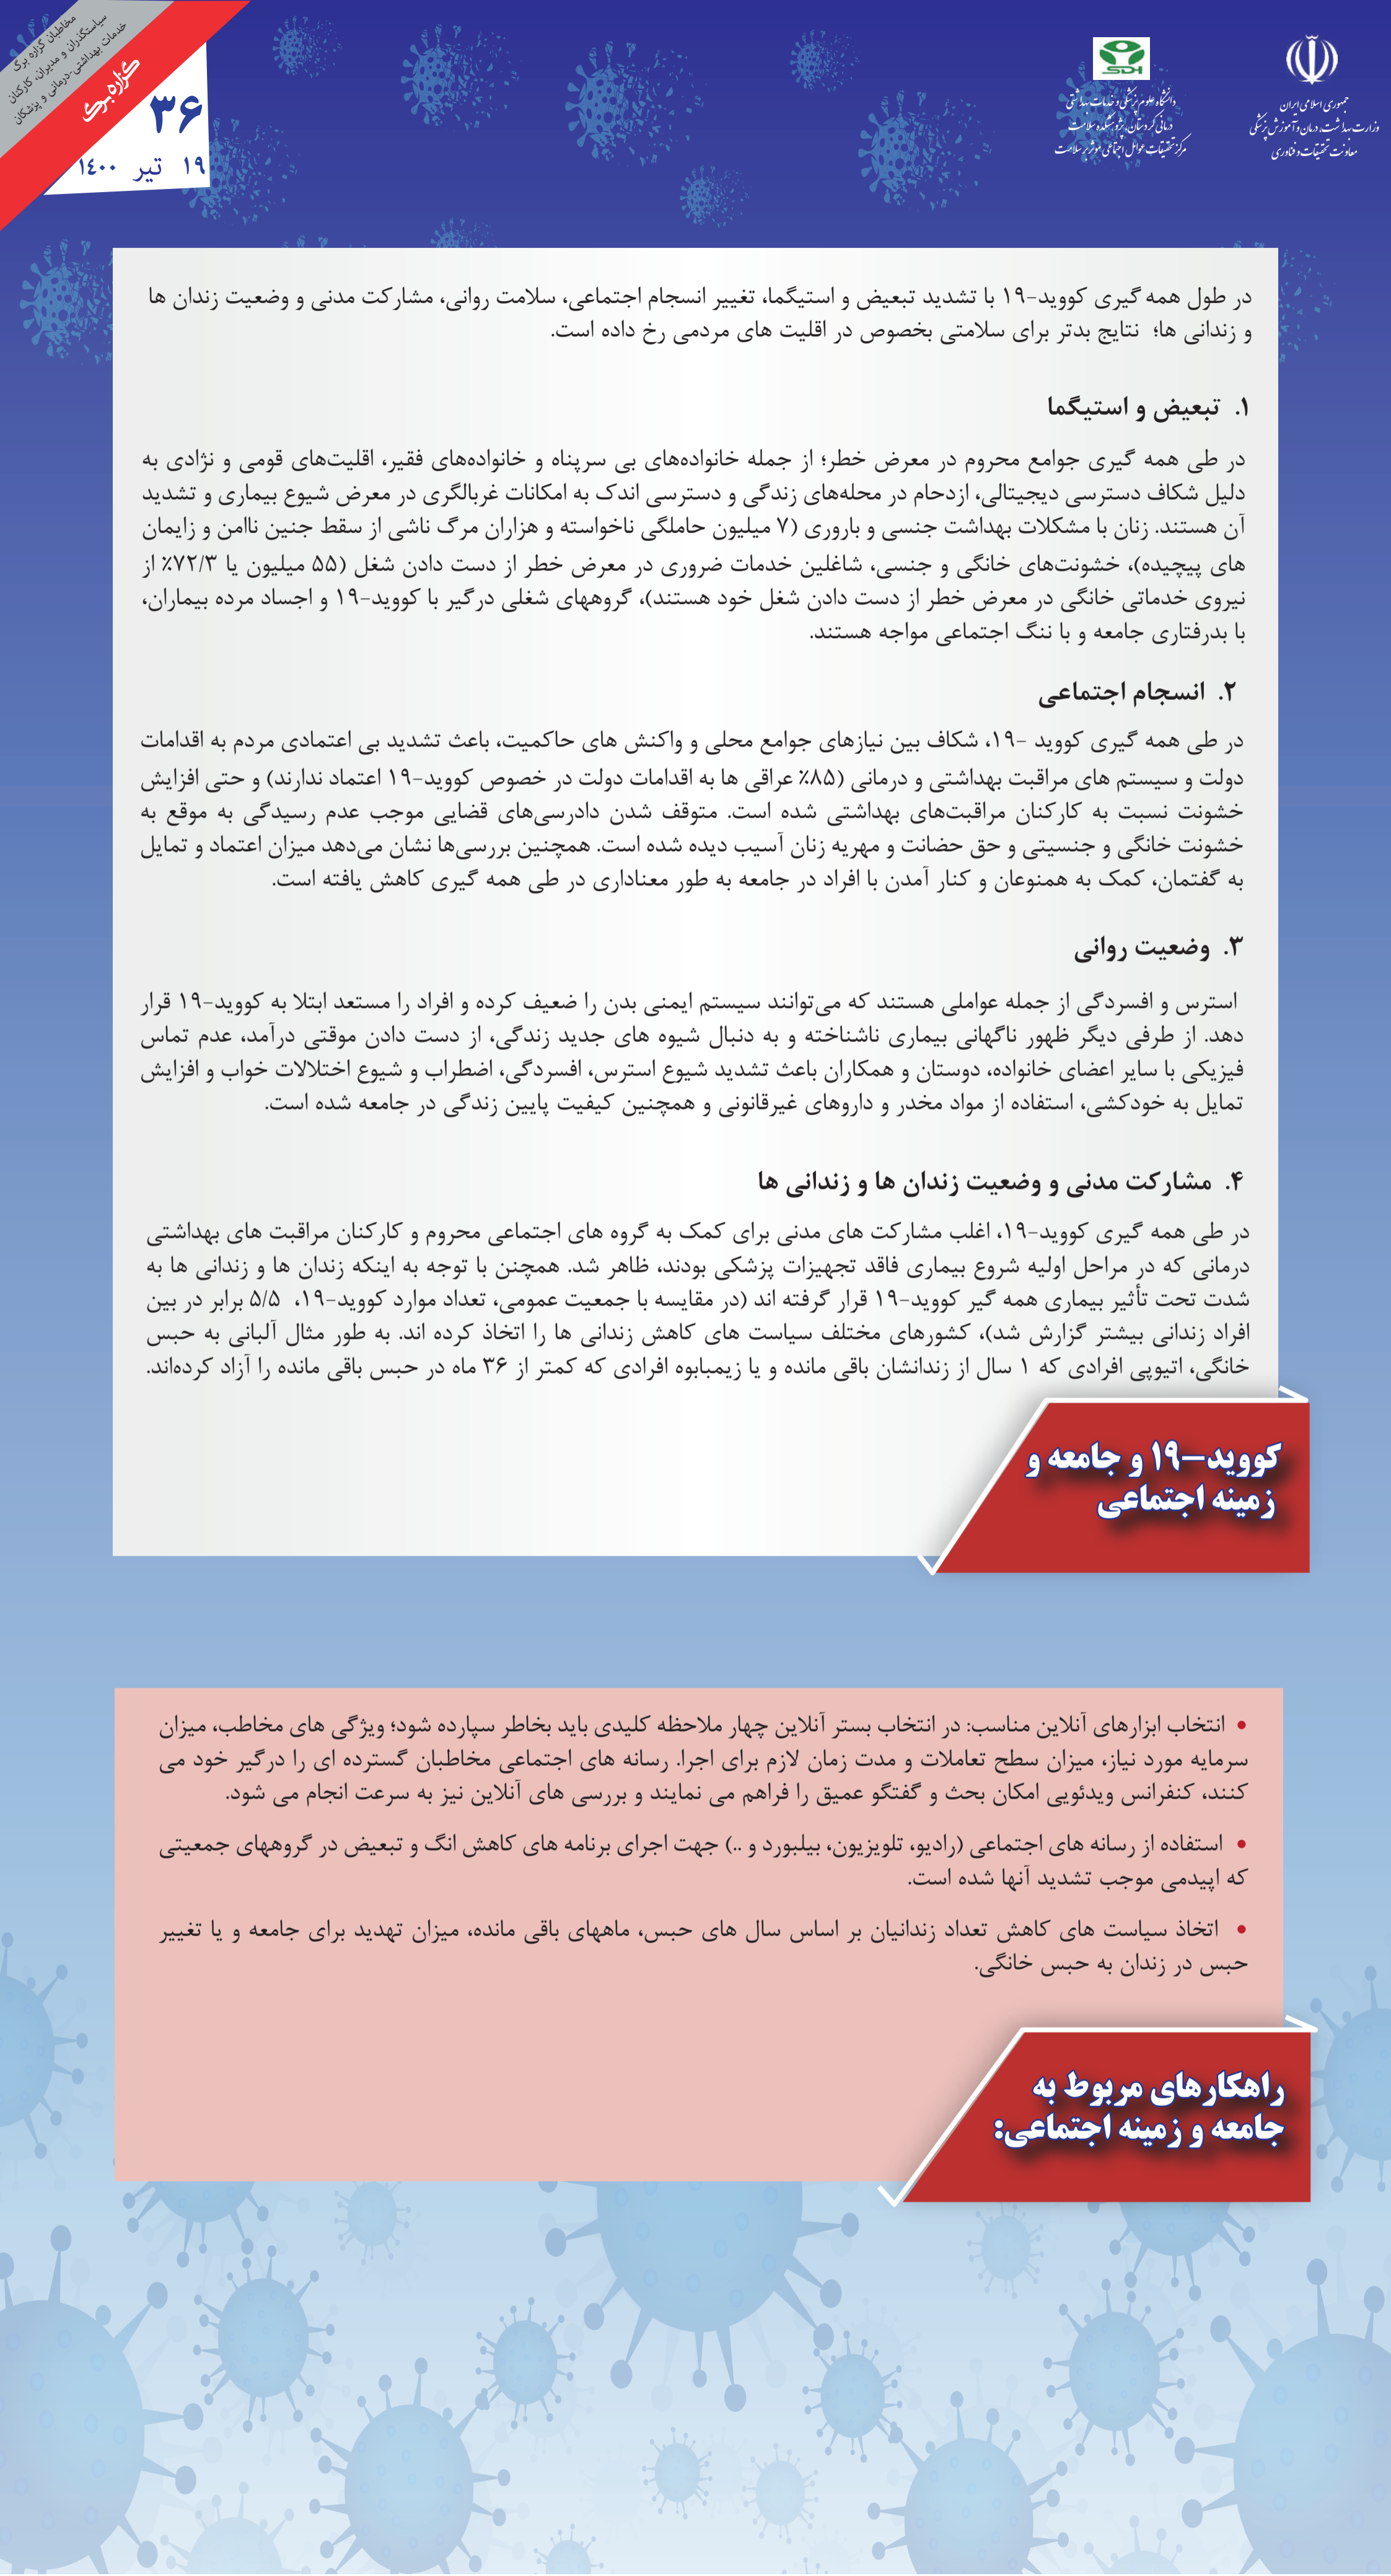 جمهوری اسلامی ایران
وزارت بهداشت، درمان و آموزش پزشکی
معاونت تحقیقات و فناوری
SDH
دانشگاه علوم پزشکی و خدمات بهداشتی
درمانی کردستان، پژوهشکده سلامت
مرکز تحقیقات عوامل اجتماعی موثر بر سلامت
مخاطبان گزاره برگ
سیاستگذران و مدیران، کارکنان
خدمات بهداشتی-درمانی و پزشکان
گزاره‌برگ
۳۶
۱۹ تیر ۱۴۰۰
در طول همه گیری کووید-۱۹ با تشدید تبعیض و استیگما، تغییر انسجام اجتماعی، سلامت روانی، مشارکت مدنی و وضعیت زندان ها
و زندانی ها؛ نتایج بدتر برای سلامتی بخصوص در اقلیت های مردمی رخ داده است.
۱. تبعیض و استیگما
در طی همه گیری جوامع محروم در معرض خطر؛ از جمله خانواده‌های بی سرپناه و خانواده‌های فقیر، اقلیت‌های قومی و نژادی به
دلیل شکاف دسترسی دیجیتالی، ازدحام در محله‌های زندگی و دسترسی اندک به امکانات غربالگری در معرض شیوع بیماری و تشدید
آن هستند. زنان با مشکلات بهداشت جنسی و باروری (۷ میلیون حاملگی ناخواسته و هزاران مرگ ناشی از سقط جنین ناامن و زایمان
های پیچیده)، خشونت‌های خانگی و جنسی، شاغلین خدمات ضروری در معرض خطر از دست دادن شغل (۵۵ میلیون یا ۷۲/۳٪ از
نیروی خدماتی خانگی در معرض خطر از دست دادن شغل خود هستند)، گروههای شغلی درگیر با کووید-۱۹ و اجساد مرده بیماران،
با بدرفتاری جامعه و با ننگ اجتماعی مواجه هستند.
۲. انسجام اجتماعی
در طی همه گیری کووید -۱۹، شکاف بین نیازهای جوامع محلی و واکنش های حاکمیت، باعث تشدید بی اعتمادی مردم به اقدامات
دولت و سیستم های مراقبت بهداشتی و درمانی (۸۵٪ عراقی ها به اقدامات دولت در خصوص کووید-۱۹ اعتماد ندارند) و حتی افزایش
خشونت نسبت به کارکنان مراقبت‌های بهداشتی شده است. متوقف شدن دادرسی‌های قضایی موجب عدم رسیدگی به موقع به
خشونت خانگی و جنسیتی و حق حضانت و مهریه زنان آسیب دیده شده است. همچنین بررسی‌ها نشان می‌دهد میزان اعتماد و تمایل
به گفتمان، کمک به همنوعان و کنار آمدن با افراد در جامعه به طور معناداری در طی همه گیری کاهش یافته است.
۳. وضعیت روانی
استرس و افسردگی از جمله عواملی هستند که می‌توانند سیستم ایمنی بدن را ضعیف کرده و افراد را مستعد ابتلا به کووید-۱۹ قرار
دهد. از طرفی دیگر ظهور ناگهانی بیماری ناشناخته و به دنبال شیوه های جدید زندگی، از دست دادن موقتی درآمد، عدم تماس
فیزیکی با سایر اعضای خانواده، دوستان و همکاران باعث تشدید شیوع استرس، افسردگی، اضطراب و شیوع اختلالات خواب و افزایش
تمایل به خودکشی، استفاده از مواد مخدر و داروهای غیرقانونی و همچنین کیفیت پایین زندگی در جامعه شده است.
۴. مشارکت مدنی و وضعیت زندان ها و زندانی ها
در طی همه گیری کووید-۱۹، اغلب مشارکت های مدنی برای کمک به گروه های اجتماعی محروم و کارکنان مراقبت های بهداشتی
درمانی که در مراحل اولیه شروع بیماری فاقد تجهیزات پزشکی بودند، ظاهر شد. همچنن با توجه به اینکه زندان ها و زندانی ها به
شدت تحت تأثیر بیماری همه گیر کووید-۱۹ قرار گرفته اند (در مقایسه با جمعیت عمومی، تعداد موارد کووید-۱۹، ۵/۵ برابر در بین
افراد زندانی بیشتر گزارش شد)، کشورهای مختلف سیاست های کاهش زندانی ها را اتخاذ کرده اند. به طور مثال آلبانی به حبس
خانگی، اتیوپی افرادی که ۱ سال از زندانشان باقی مانده و یا زیمبابوه افرادی که کمتر از ۳۶ ماه در حبس باقی مانده را آزاد کرده‌اند.
کووید-۱۹ و جامعه و
زمینه اجتماعی
• انتخاب ابزارهای آنلاین مناسب: در انتخاب بستر آنلاین چهار ملاحظه کلیدی باید بخاطر سپارده شود؛ ویژگی های مخاطب، میزان
سرمایه مورد نیاز، میزان سطح تعاملات و مدت زمان لازم برای اجرا. رسانه های اجتماعی مخاطبان گسترده ای را درگیر خود می
کنند، کنفرانس ویدئویی امکان بحث و گفتگو عمیق را فراهم می نمایند و بررسی های آنلاین نیز به سرعت انجام می شود.
• استفاده از رسانه های اجتماعی (رادیو، تلویزیون، بیلبورد و ..) جهت اجرای برنامه های کاهش انگ و تبعیض در گروههای جمعیتی
که اپیدمی موجب تشدید آنها شده است.
• اتخاذ سیاست های کاهش تعداد زندانیان بر اساس سال های حبس، ماههای باقی مانده، میزان تهدید برای جامعه و یا تغییر
حبس در زندان به حبس خانگی.
راهکارهای مربوط به
جامعه و زمینه اجتماعی: